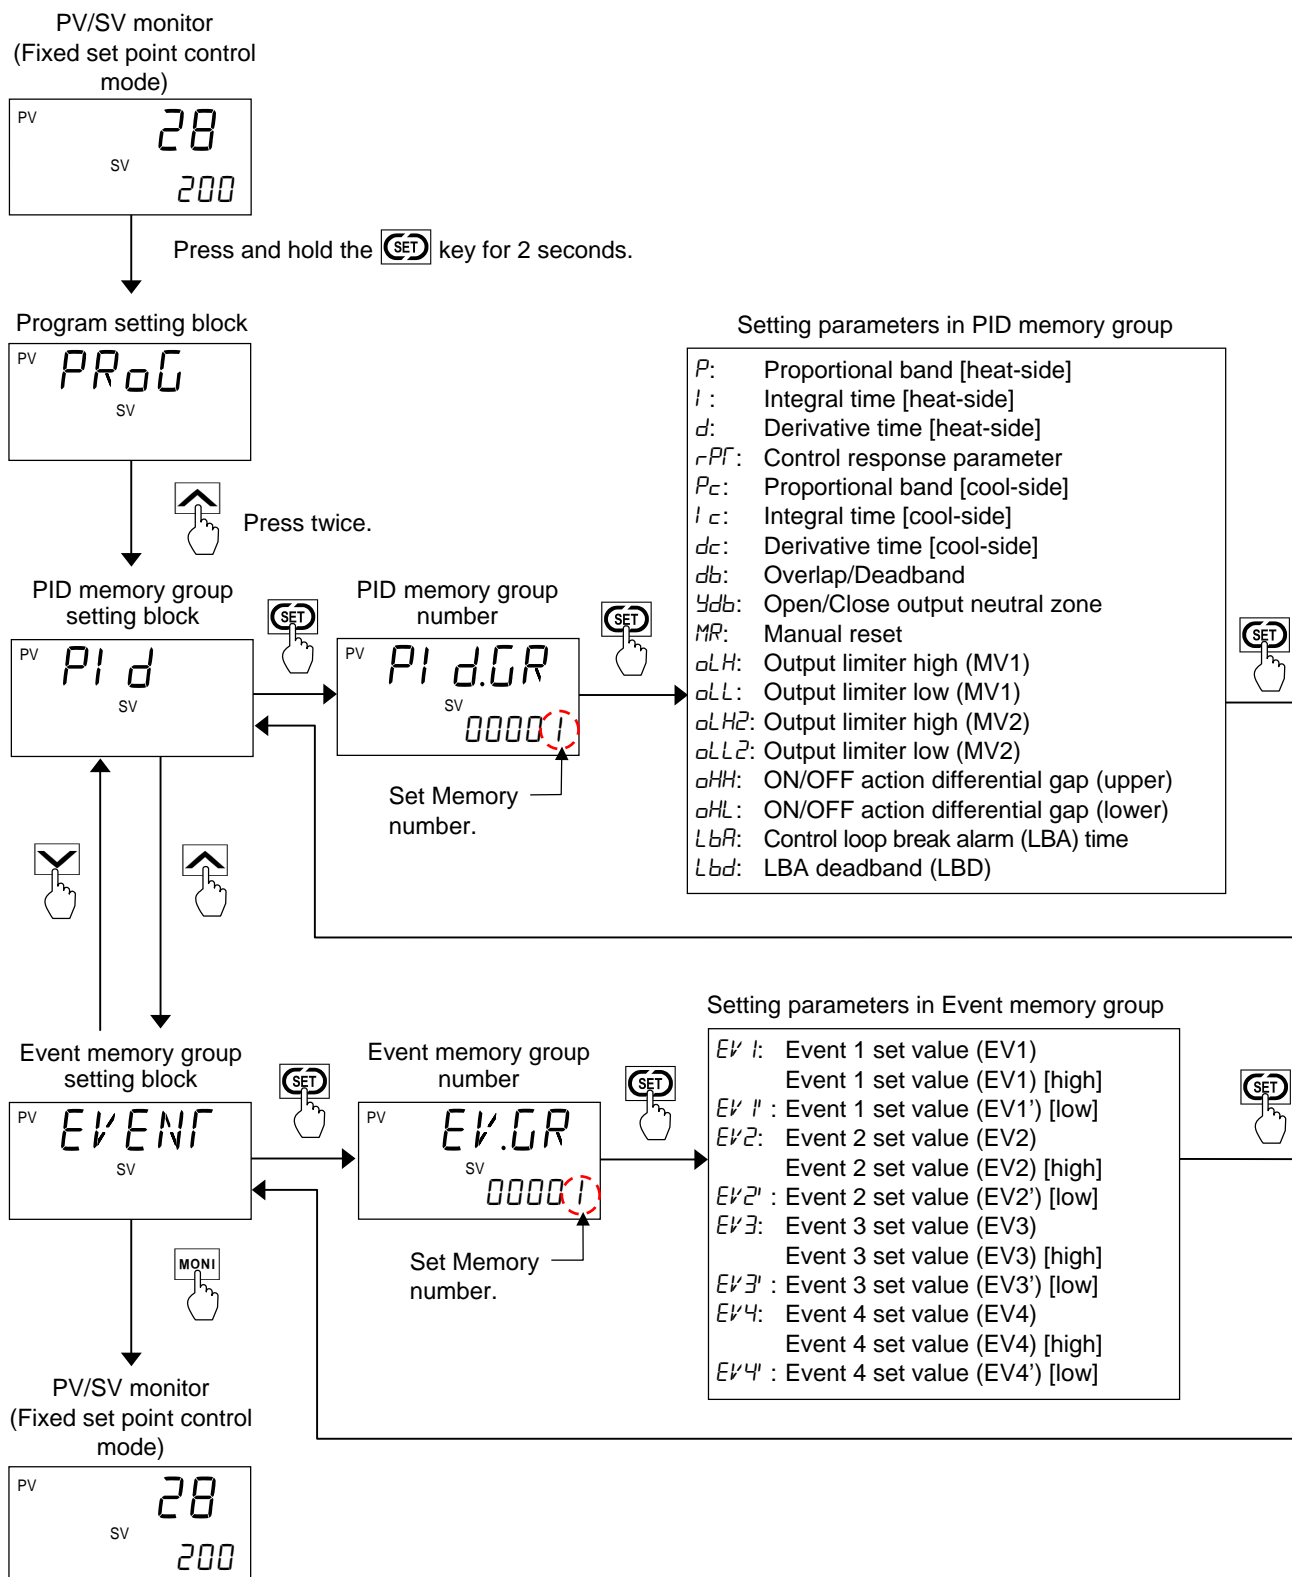 PV/SV monitor
(Fixed set point control
mode)
PV
28
SV
200
Press and hold the SET key for 2 seconds.
Program setting block
PV
PRoG
SV
Press twice.
PID memory group
setting block
PV
PI d
SV
SET
PID memory group
number
PV
PI d.GR
SV
00001
Set Memory
number.
SET
Setting parameters in PID memory group
P: Proportional band [heat-side]
I : Integral time [heat-side]
d: Derivative time [heat-side]
rPT: Control response parameter
Pc: Proportional band [cool-side]
I c: Integral time [cool-side]
dc: Derivative time [cool-side]
db: Overlap/Deadband
Ydb: Open/Close output neutral zone
MR: Manual reset
oLH: Output limiter high (MV1)
oLL: Output limiter low (MV1)
oLH2: Output limiter high (MV2)
oLL2: Output limiter low (MV2)
oHH: ON/OFF action differential gap (upper)
oHL: ON/OFF action differential gap (lower)
LbA: Control loop break alarm (LBA) time
Lbd: LBA deadband (LBD)
SET
Event memory group
setting block
PV
EVENT
SV
SET
Event memory group
number
PV
EV.GR
SV
00001
Set Memory
number.
SET
Setting parameters in Event memory group
EV1: Event 1 set value (EV1)
Event 1 set value (EV1) [high]
EV1' : Event 1 set value (EV1’) [low]
EV2: Event 2 set value (EV2)
Event 2 set value (EV2) [high]
EV2' : Event 2 set value (EV2’) [low]
EV3: Event 3 set value (EV3)
Event 3 set value (EV3) [high]
EV3' : Event 3 set value (EV3’) [low]
EV4: Event 4 set value (EV4)
Event 4 set value (EV4) [high]
EV4' : Event 4 set value (EV4’) [low]
SET
MONI
PV/SV monitor
(Fixed set point control
mode)
PV
28
SV
200